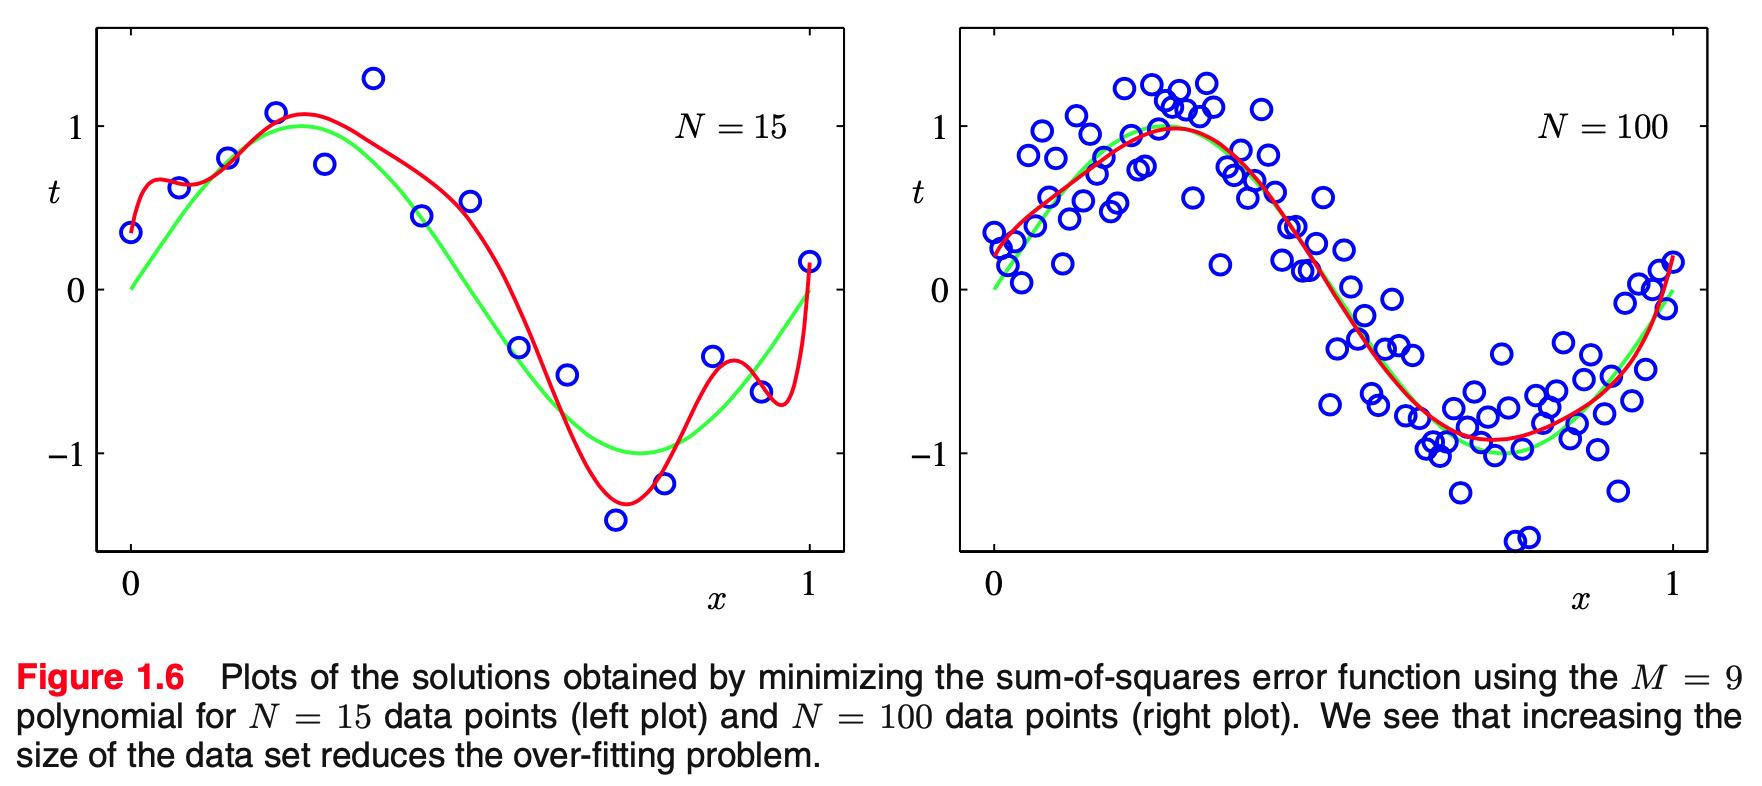 N = 15
1
t
0
−1
0
1
x
N = 100
1
t
0
−1
0
1
x
Figure 1.6 Plots of the solutions obtained by minimizing the sum-of-squares error function using the M = 9
polynomial for N = 15 data points (left plot) and N = 100 data points (right plot). We see that increasing the
size of the data set reduces the over-fitting problem.